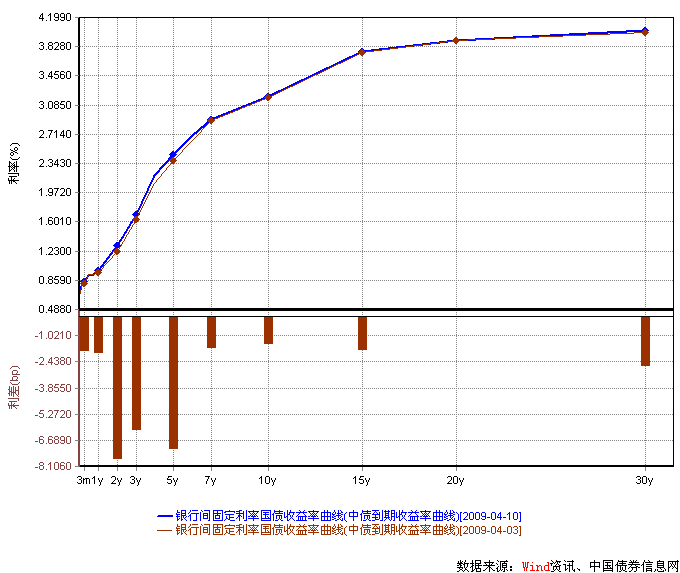 4.1990
3.8280
3.4560
3.0850
2.7140
2.3430
1.9720
1.6010
1.2300
0.8590
0.4880
利率(%)
-1.0210
-2.4380
-3.8550
-5.2720
-6.6890
-8.1060
利差(bp)
3m 1y 2y 3y 5y 7y 10y 15y 20y 30y
银行间固定利率国债收益率曲线(中债到期收益率曲线)[2009-04-10]
银行间固定利率国债收益率曲线(中债到期收益率曲线)[2009-04-03]
数据来源：Wind资讯、中国债券信息网